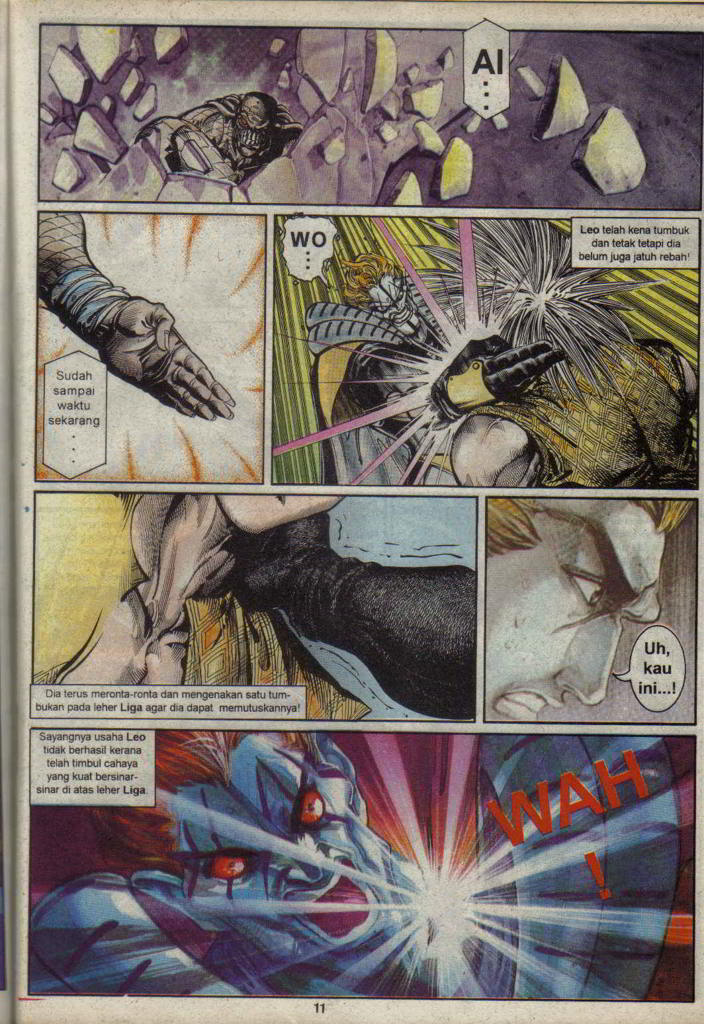 AI
...
Sudah
sampai
waktu
sekarang
...
WO
...
Leo telah kena tumbuk
dan tetak tetapi dia
belum juga jatuh rebah!
Dia terus meronta-ronta dan mengenakan satu tum-
bukan pada leher Liga agar dia dapat memutuskannya!
Uh,
kau
ini...!
Sayangnya usaha Leo
tidak berhasil kerana
telah timbul cahaya
yang kuat bersinar-
sinar di atas leher Liga.
WAH
!
11